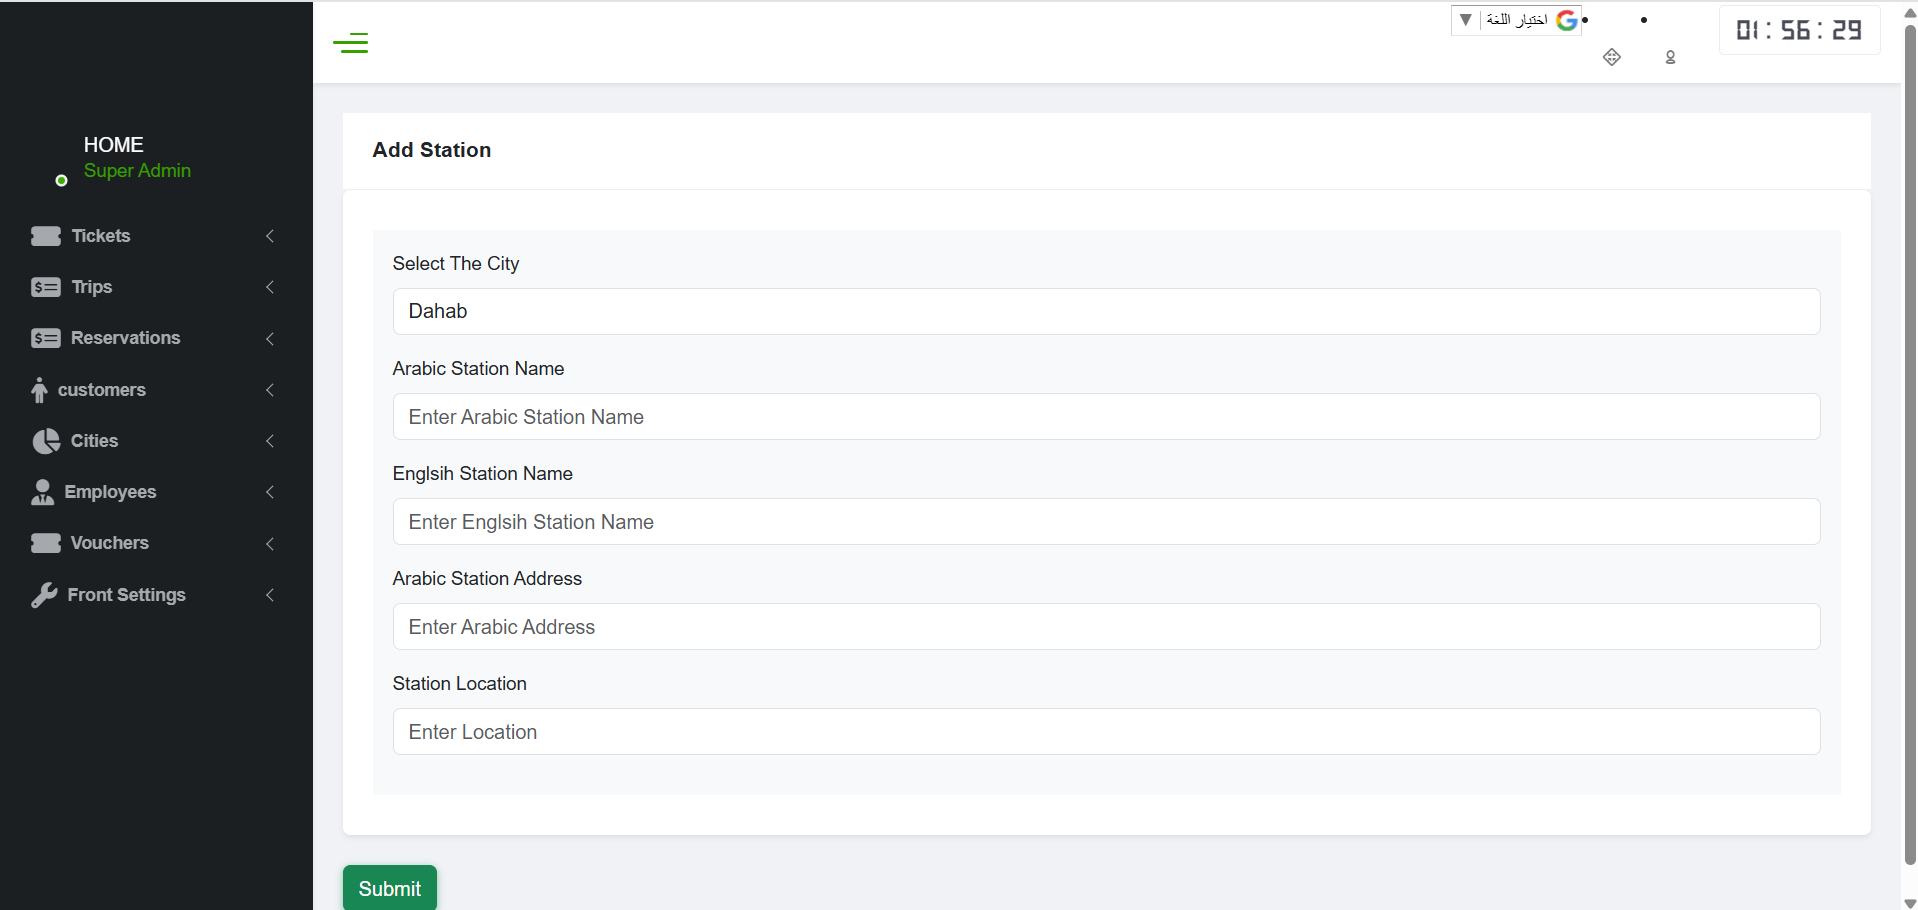 اختيار اللغة
01:56:29
HOME
Super Admin
Tickets
Trips
Reservations
customers
Cities
Employees
Vouchers
Front Settings
Add Station
Select The City
Dahab
Arabic Station Name
Enter Arabic Station Name
Englsih Station Name
Enter Englsih Station Name
Arabic Station Address
Enter Arabic Address
Station Location
Enter Location
Submit